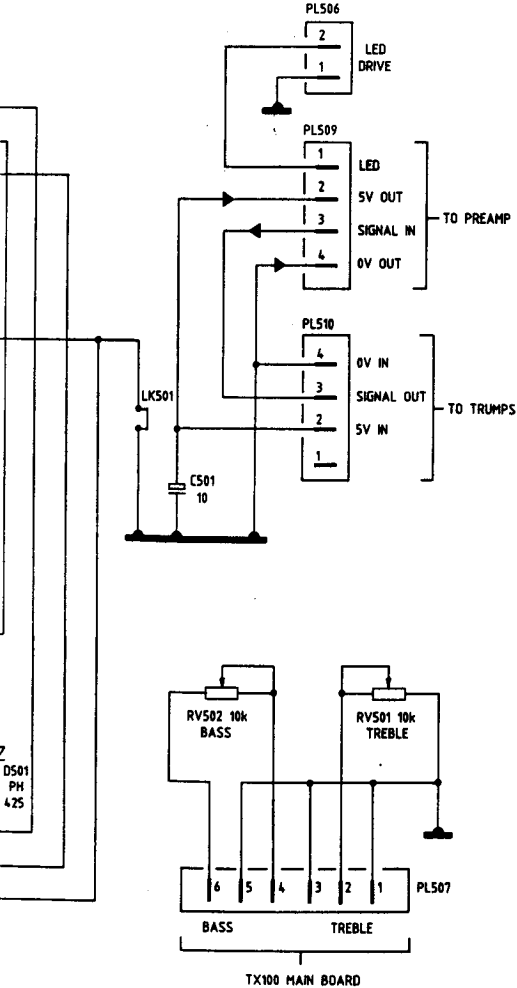 PL506
2
LED
DRIVE
1
PL509
1
LED
2
5V OUT
3
SIGNAL IN
TO PREAMP
4
0V OUT
PL510
4
0V IN
3
SIGNAL OUT
TO TRUMPS
2
5V IN
1
LK501
C501
10
RV502 10k
BASS
RV501 10k
TREBLE
D501
PH
425
6 5 4 3 2 1
PL507
BASS
TREBLE
TX100 MAIN BOARD